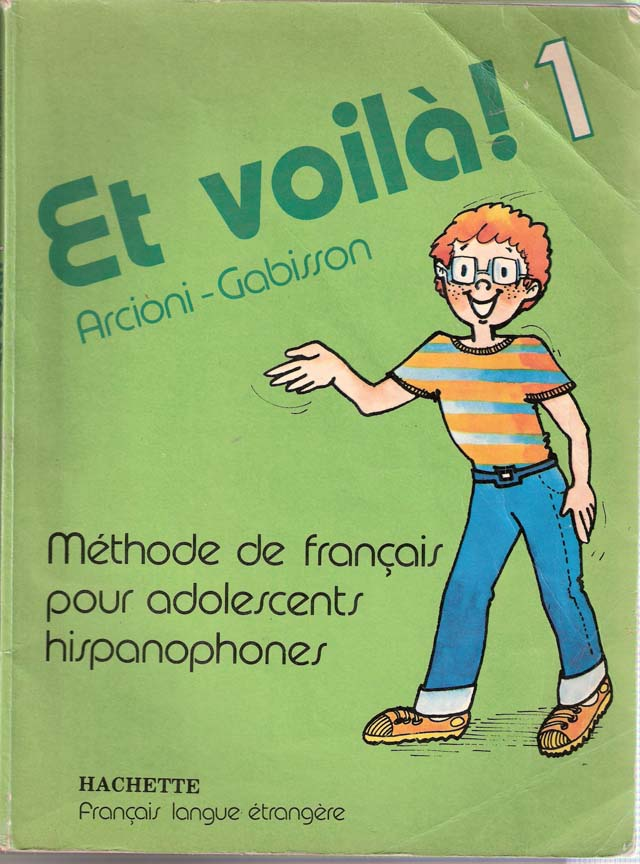 Et voilà! 1
Arcioni-Gabisson
Méthode de français
pour adolescents
hispanophones
HACHETTE
Français langue étrangère